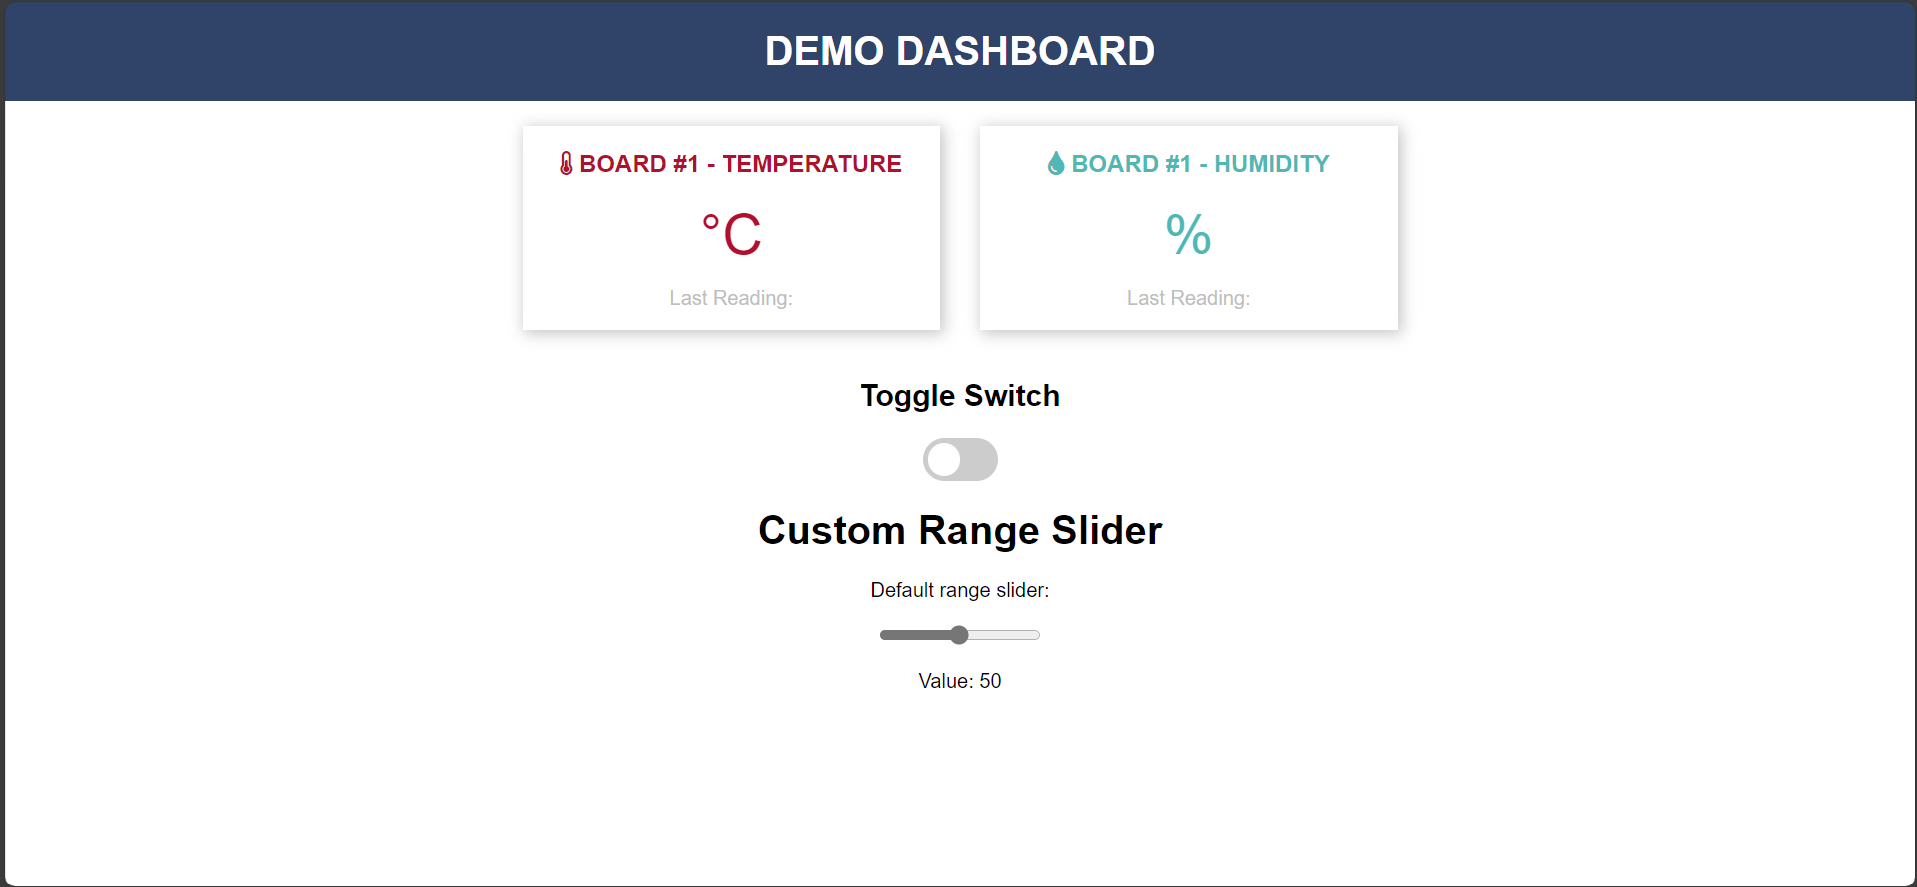 DEMO DASHBOARD
BOARD #1 - TEMPERATURE
°C
Last Reading:
BOARD #1 - HUMIDITY
%
Last Reading:
Toggle Switch
Custom Range Slider
Default range slider:
Value: 50